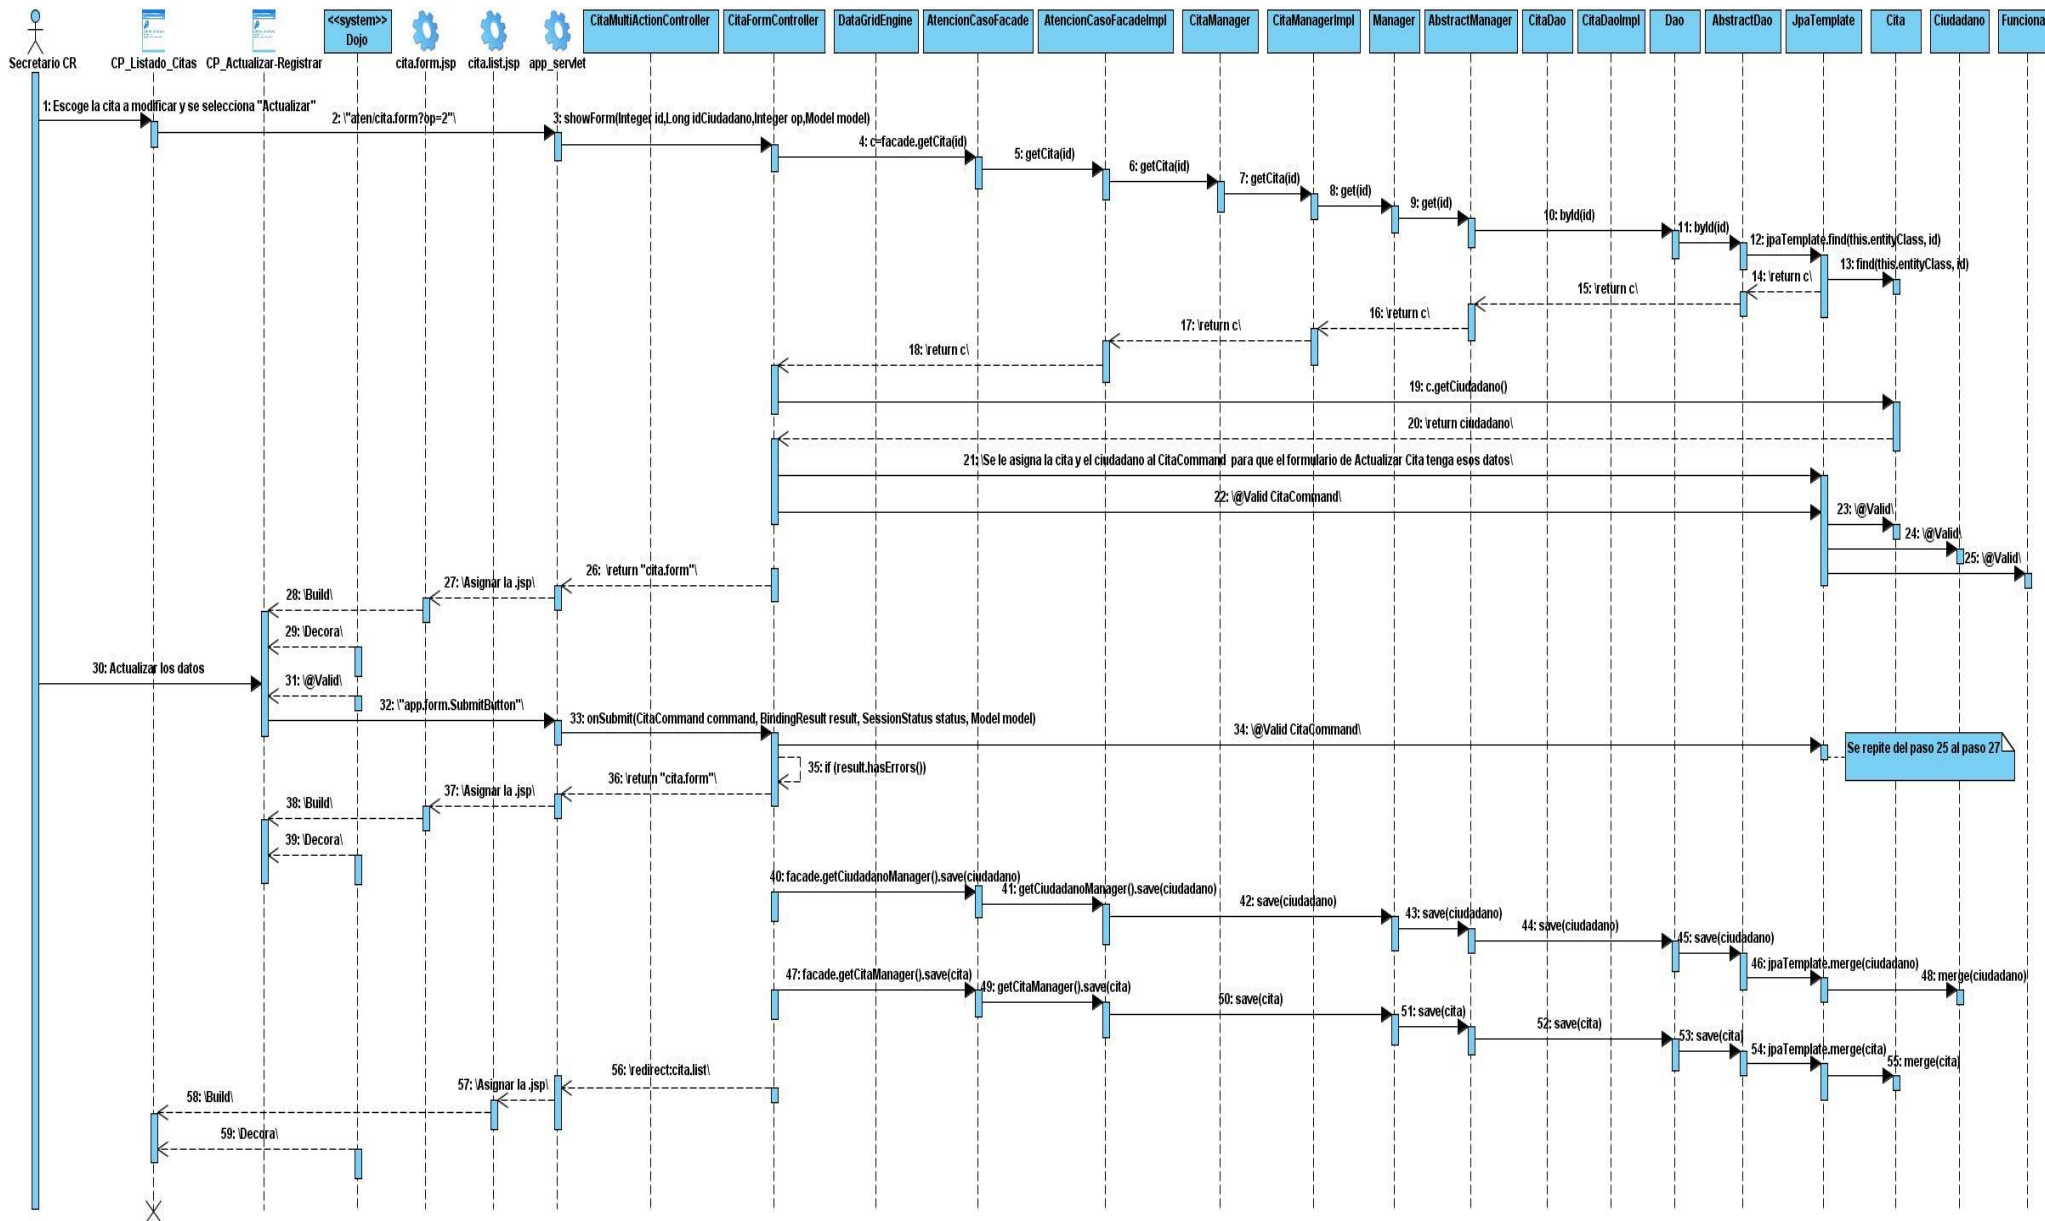 <<system>>
Dojo
CitaMultiActionController
CitaFormController
DataGridEngine
AtencionCasoFacade
AtencionCasoFacadeImpl
CitaManager
CitaManagerImpl
Manager
AbstractManager
CitaDao
CitaDaoImpl
Dao
AbstractDao
JpaTemplate
Cita
Ciudadano
Funciona
Secretario CR
CP_Listado_Citas
CP_Actualizar-Registrar
cita.form.jsp
cita.list.jsp
app_servlet
1: Escoge la cita a modificar y se selecciona "Actualizar"
2: \"aten/cita.form?op=2"\
3: showForm(Integer id,Long idCiudadano,Integer op,Model model)
4: c=facade.getCita(id)
5: getCita(id)
6: getCita(id)
7: getCita(id)
8: get(id)
9: get(id)
10: byId(id)
11: byId(id)
12: jpaTemplate.find(this.entityClass, id)
13: find(this.entityClass, id)
14: \return c\
15: \return c\
16: \return c\
17: \return c\
18: \return c\
19: c.getCiudadano()
20: \return ciudadano\
21: \Se le asigna la cita y el ciudadano al CitaCommand para que el formulario de Actualizar Cita tenga esos datos\
22: \@Valid CitaCommand\
23: \@Valid\
24: \@Valid\
25: \@Valid\
26: \return "cita.form"\
27: \Asignar la .jsp\
28: \Build\
29: \Decora\
30: Actualizar los datos
31: \@Valid\
32: \"app.form.SubmitButton"\
33: onSubmit(CitaCommand command, BindingResult result, SessionStatus status, Model model)
34: \@Valid CitaCommand\
Se repite del paso 25 al paso 27
35: if (result.hasErrors())
36: \return "cita.form"\
37: \Asignar la .jsp\
38: \Build\
39: \Decora\
40: facade.getCiudadanoManager().save(ciudadano)
41: getCiudadanoManager().save(ciudadano)
42: save(ciudadano)
43: save(ciudadano)
44: save(ciudadano)
45: save(ciudadano)
46: jpaTemplate.merge(ciudadano)
47: facade.getCitaManager().save(cita)
48: merge(ciudadano)
49: getCitaManager().save(cita)
50: save(cita)
51: save(cita)
52: save(cita)
53: save(cita)
54: jpaTemplate.merge(cita)
55: merge(cita)
56: \redirect:cita.list\
57: \Asignar la .jsp\
58: \Build\
59: \Decora\